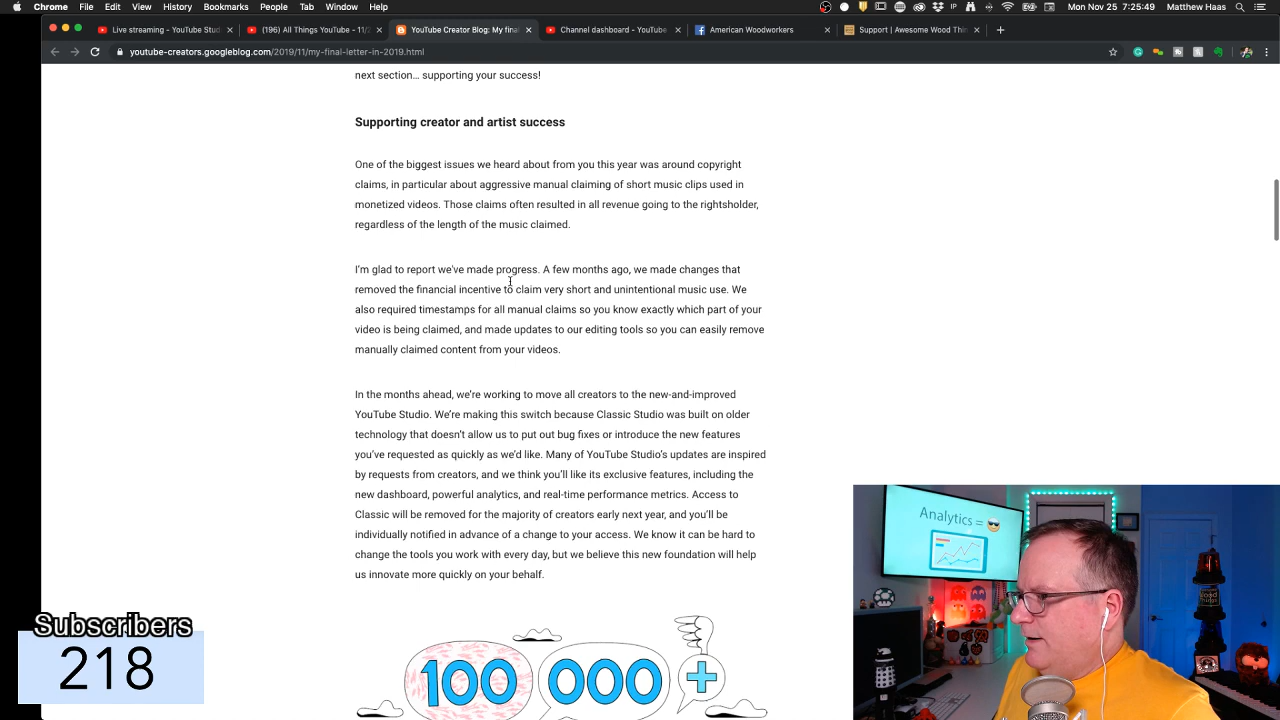 Mon Nov 27 7:25:49 Matthew Haas
Live streaming - YouTube Stud
(196) All Things YouTube - 11/2
YouTube Creator Blog: My final
Channel dashboard - YouTube
American Woodworkers
Support | Awesome Wood Thin
youtube-creators.googleblog.com/2019/11/my-final-letter-in-2019.html
next section… supporting your success!
Supporting creator and artist success
One of the biggest issues we heard about from you this year was around copyright
claims, in particular about aggressive manual claiming of short music clips used in
monetized videos. Those claims often resulted in all revenue going to the rightsholder,
regardless of the length of the music claimed.
I'm glad to report we've made progress. A few months ago, we made changes that
removed the financial incentive to claim very short and unintentional music use. We
also required timestamps for all manual claims so you know exactly which part of your
video is being claimed, and made updates to our editing tools so you can easily remove
manually claimed content from your videos.
In the months ahead, we're working to move all creators to the new-and-improved
YouTube Studio. We're making this switch because Classic Studio was built on older
technology that doesn't allow us to put out bug fixes or introduce the new features
you've requested as quickly as we'd like. Many of YouTube Studio's updates are inspired
by requests from creators, and we think you'll like its exclusive features, including the
new dashboard, powerful analytics, and real-time performance metrics. Access to
Classic will be removed for the majority of creators early next year, and you'll be
individually notified in advance of a change to your access. We know it can be hard to
change the tools you work with every day, but we believe this new foundation will help
us innovate more quickly on your behalf.
Analytics =
Subscribers
218
100 000 +